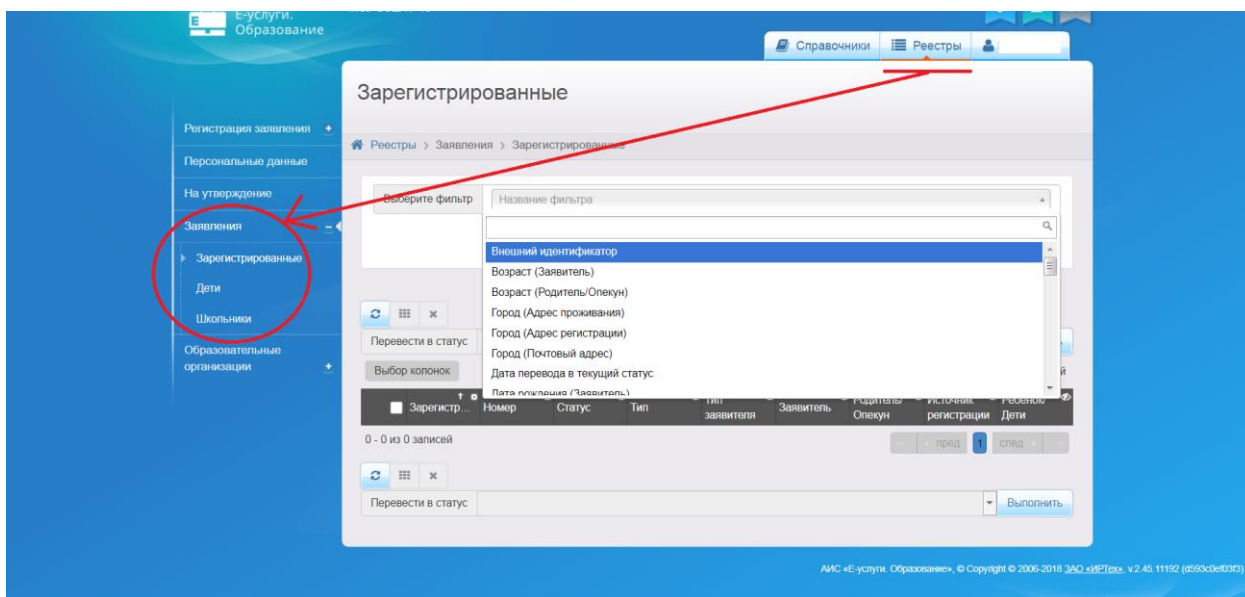 Е-услуги.
Образование
Справочники
Реестры
Зарегистрированные
Регистрация заявления
Реестры > Заявления > Зарегистрированные
Персональные данные
На утверждение
Выберите фильтр
Название фильтра
Заявления
Внешний идентификатор
Зарегистрированные
Возраст (Заявитель)
Возраст (Родитель/Опекун)
Дети
Город (Адрес проживания)
Школьники
Город (Адрес регистрации)
Перевести в статус
Город (Почтовый адрес)
Образовательные
организации
Выбор колонок
Дата перевода в текущий статус
Дата рождения (Заявитель)
Зарегистр...
Номер
Статус
Тип
Тип
заявителя
Заявитель
Родитель/
Опекун
Источник
регистрации
Ребенок/
Дети
0 - 0 из 0 записей
‹ пред 1 след ›
Перевести в статус
Выполнить
АИС «Е-услуги. Образование», © Copyright © 2006-2018 ЗАО «ИРТех», v.2.45.11192 (d593c0ef03f3)